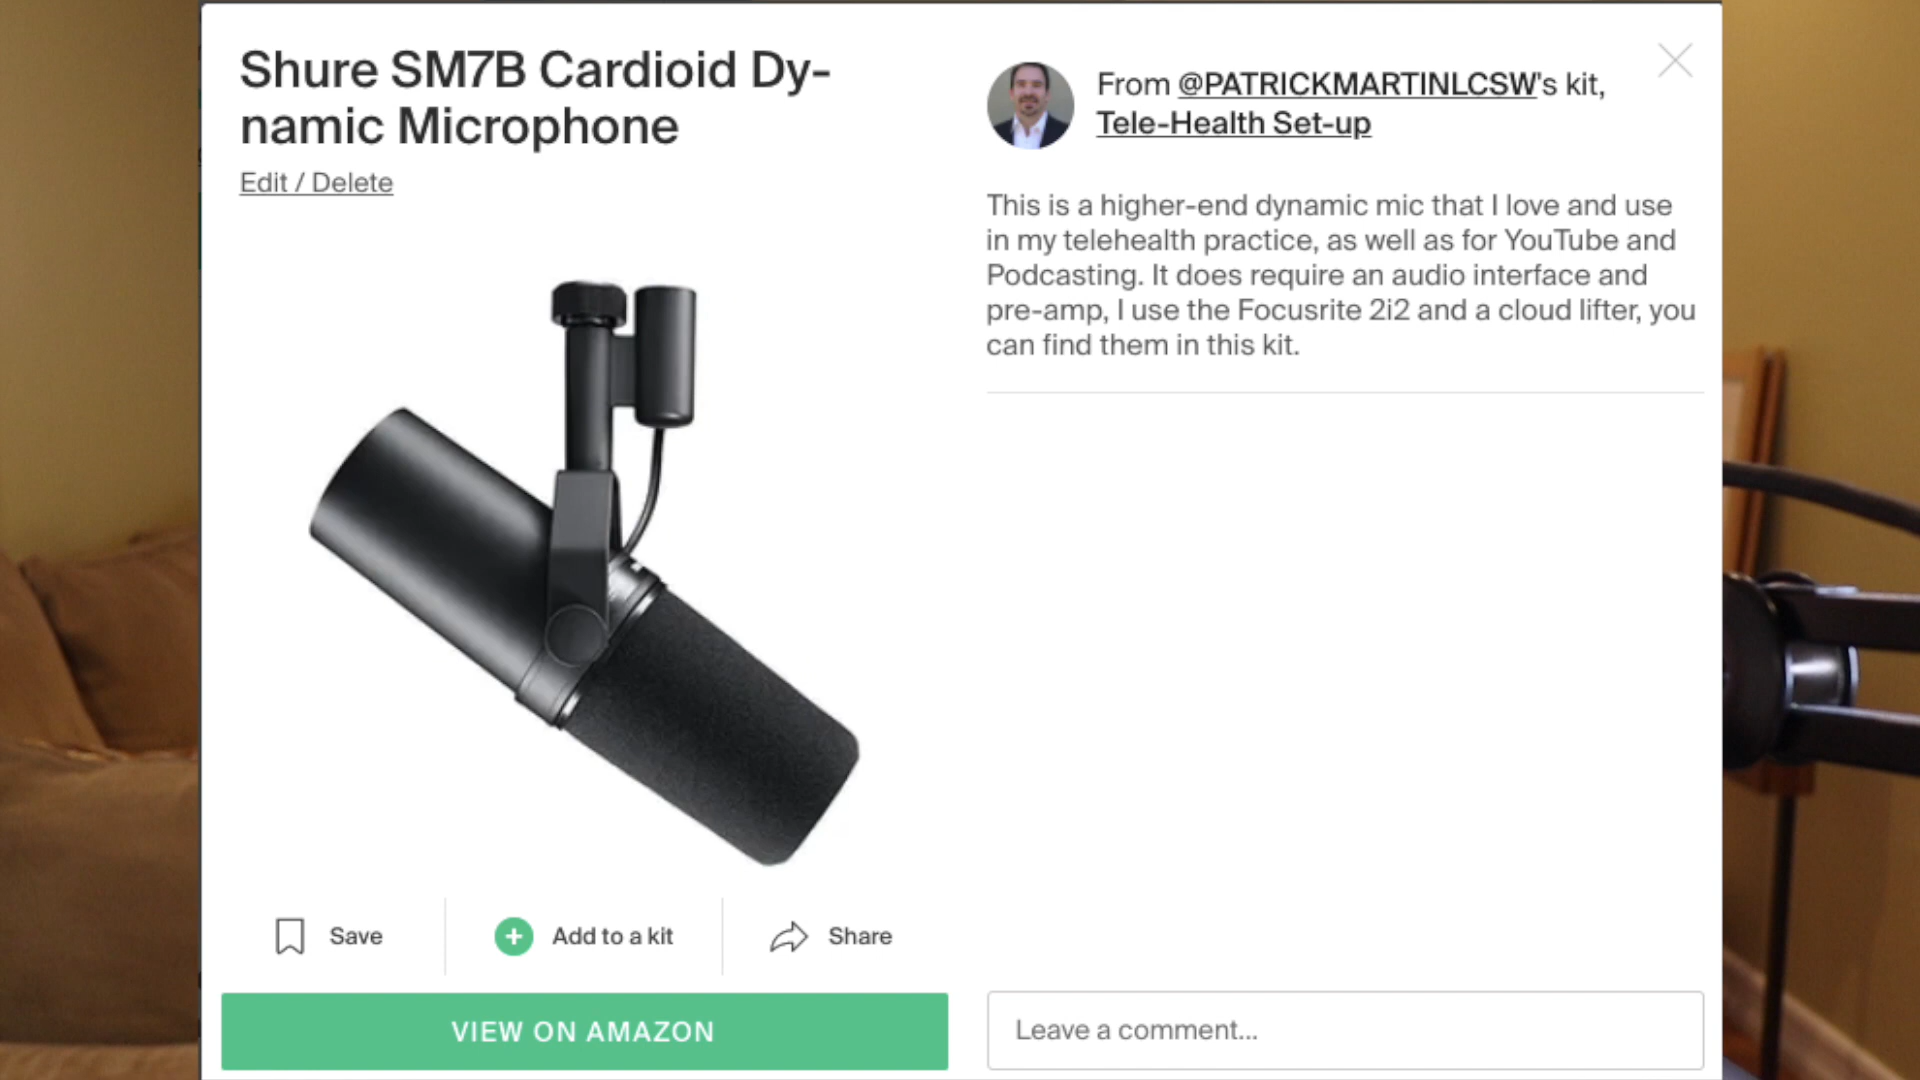 Shure SM7B Cardioid Dy-
namic Microphone
Edit / Delete
From @PATRICKMARTINLCSW's kit,
Tele-Health Set-up
This is a higher-end dynamic mic that I love and use
in my telehealth practice, as well as for YouTube and
Podcasting. It does require an audio interface and
pre-amp, I use the Focusrite 2i2 and a cloud lifter, you
can find them in this kit.
Save
Add to a kit
Share
VIEW ON AMAZON
Leave a comment...